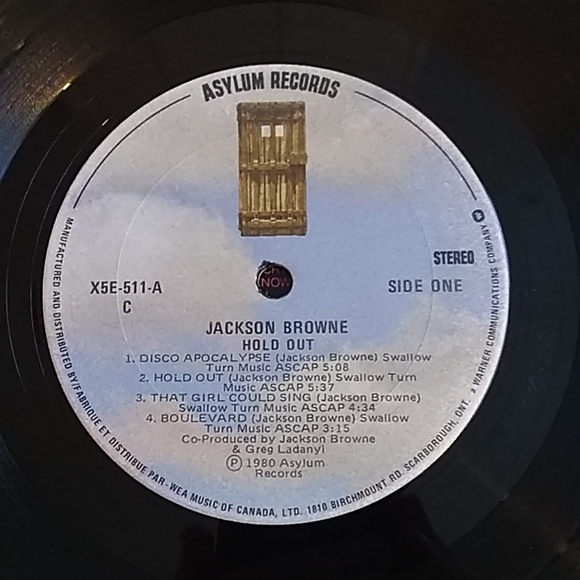 ASYLUM RECORDS
STEREO
X5E-511-A
SIDE ONE
C
JACKSON BROWNE
HOLD OUT
1. DISCO APOCALYPSE (Jackson Browne) Swallow
Turn Music ASCAP 5:08
2. HOLD OUT (Jackson Browne) Swallow Turn
Music ASCAP 5:37
3. THAT GIRL COULD SING (Jackson Browne)
Swallow Turn Music ASCAP 4:34
4. BOULEVARD (Jackson Browne) Swallow
Turn Music ASCAP 3:15
Co-Produced by Jackson Browne
& Greg Ladanyi
Ⓟ 1980 Asylum
Records
MANUFACTURED AND DISTRIBUTED BY/FABRIQUE ET DISTRIBUE PAR - WEA MUSIC OF CANADA, LTD. 1810 BIRCHMOUNT RD. SCARBOROUGH, ONT. a WARNER COMMUNICATIONS COMPANY
NOW